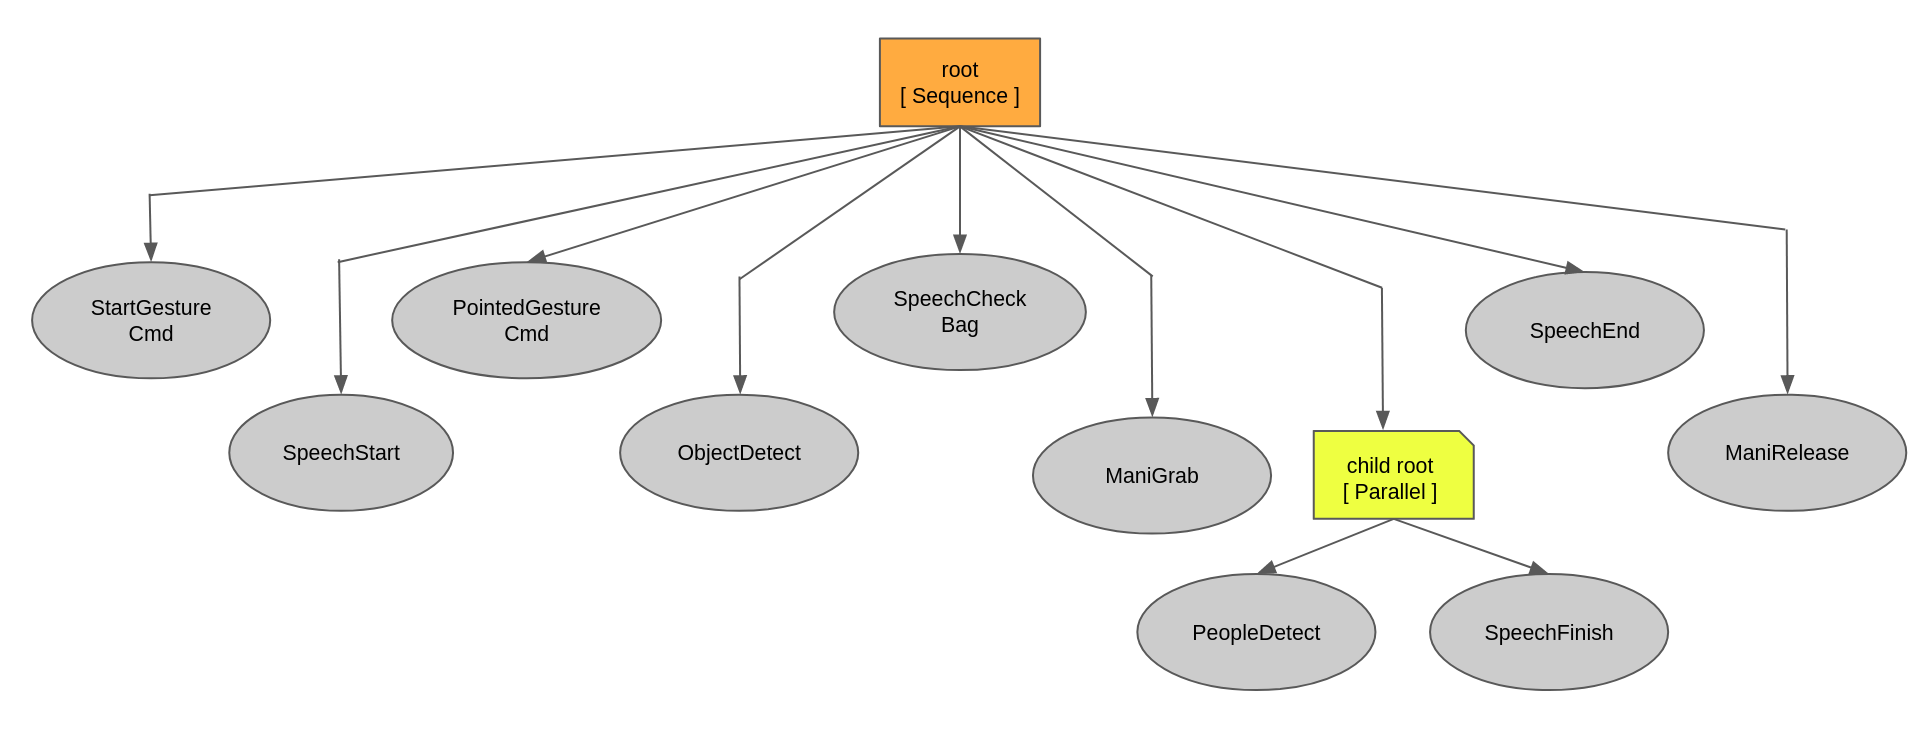 root
[ Sequence ]
StartGesture
Cmd
SpeechStart
PointedGesture
Cmd
ObjectDetect
SpeechCheck
Bag
ManiGrab
child root
[ Parallel ]
PeopleDetect
SpeechFinish
SpeechEnd
ManiRelease